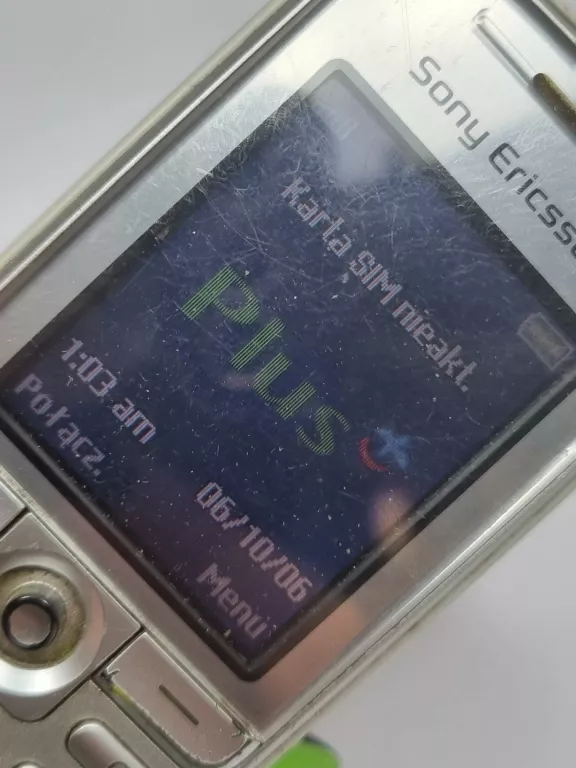 Sony Ericsson
Karta SIM nieakt.
Plus
1:03 am
06/10/06
Połącz.
Menu